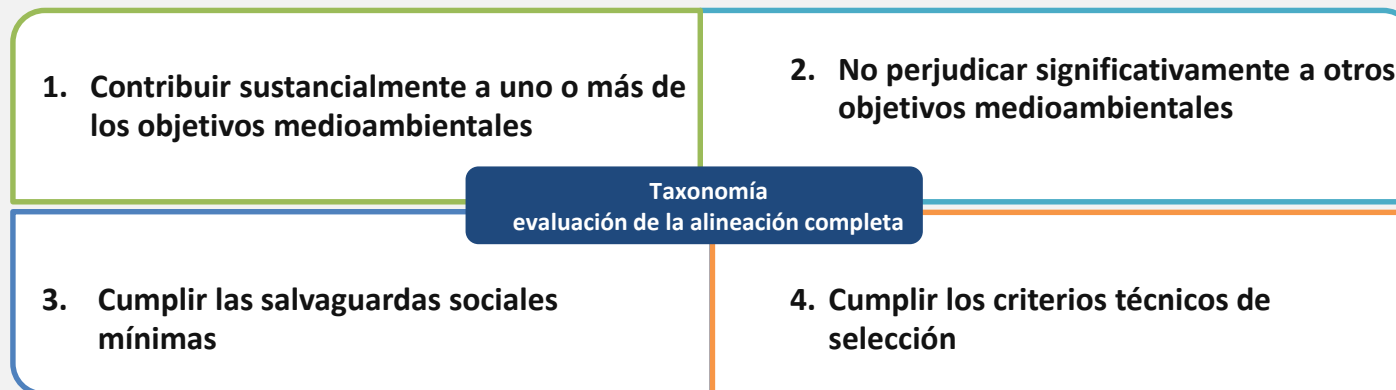 1. Contribuir sustancialmente a uno o más de
los objetivos medioambientales
2. No perjudicar significativamente a otros
objetivos medioambientales
Taxonomía
evaluación de la alineación completa
3. Cumplir las salvaguardas sociales
mínimas
4. Cumplir los criterios técnicos de
selección